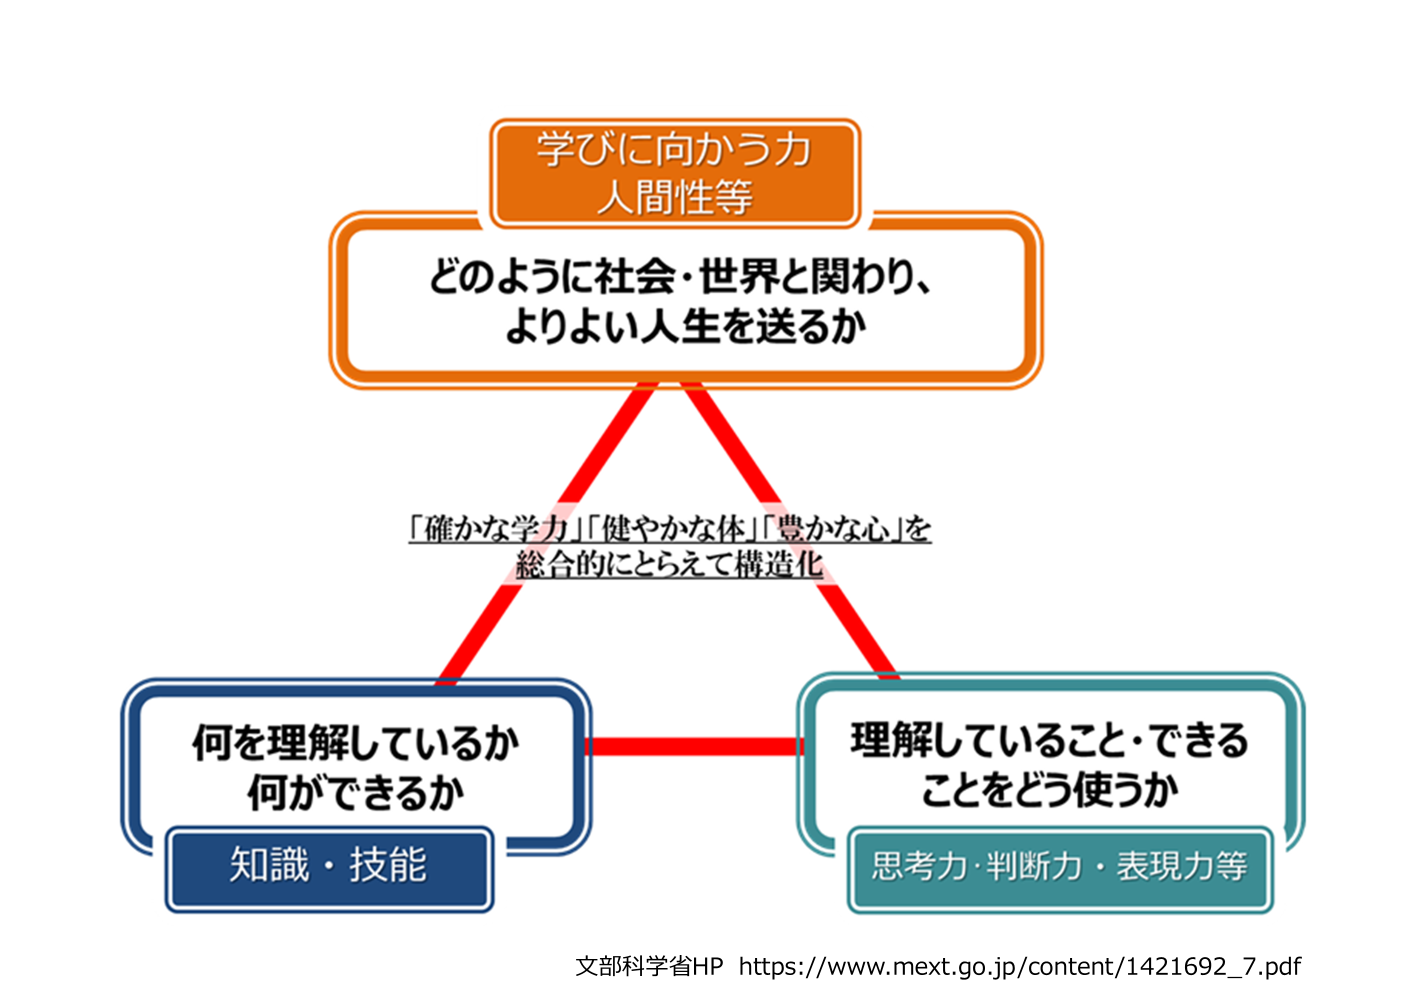 学びに向かう力
人間性等
どのように社会・世界と関わり、
よりよい人生を送るか
「確かな学力」「健やかな体」「豊かな心」を
総合的にとらえて構造化
何を理解しているか
何ができるか
知識・技能
理解していること・できる
ことをどう使うか
思考力・判断力・表現力等
文部科学省HP https://www.mext.go.jp/content/1421692_7.pdf